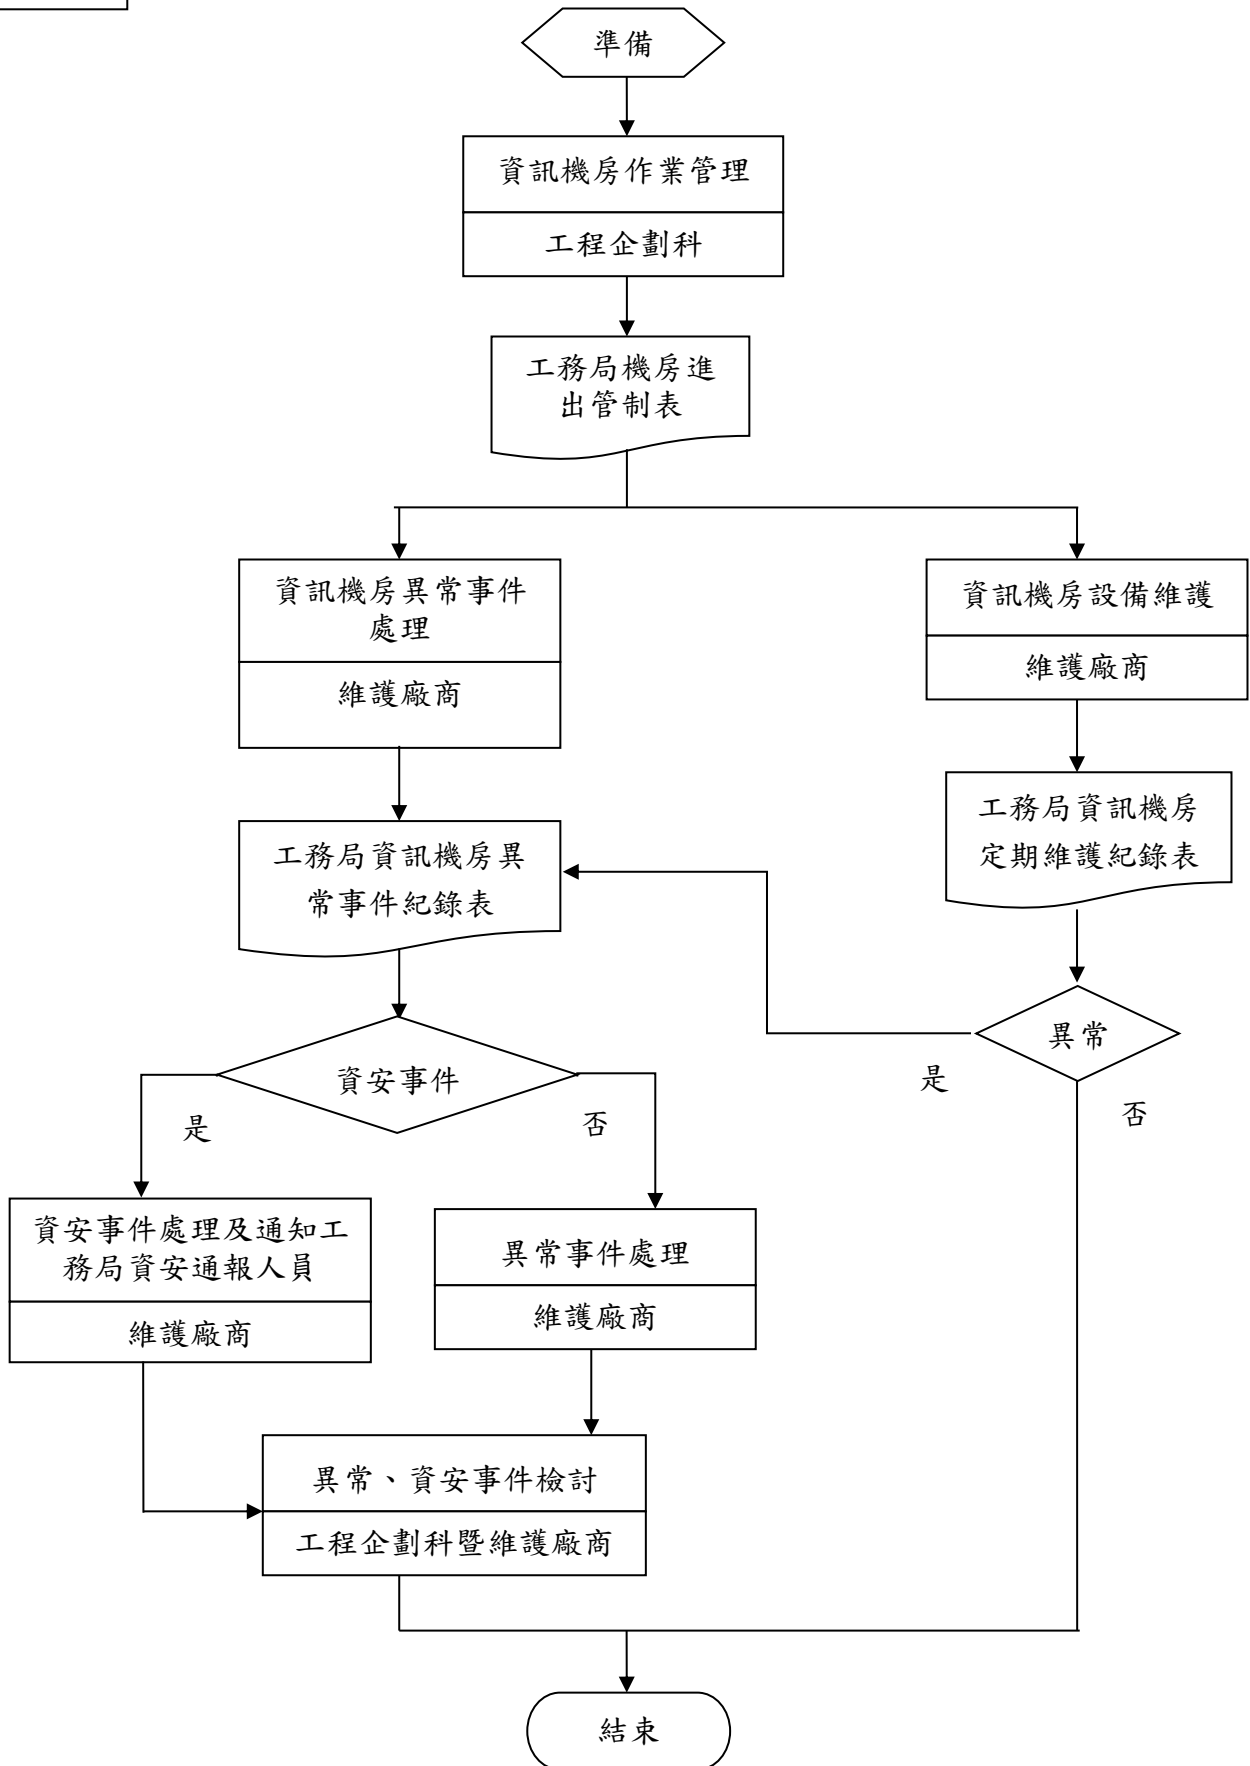 準備
資訊機房作業管理
工程企劃科
工務局機房進
出管制表
資訊機房異常事件
處理
維護廠商
資訊機房設備維護
維護廠商
工務局資訊機房
定期維護紀錄表
工務局資訊機房異
常事件紀錄表
異常
是
否
資安事件
是
否
資安事件處理及通知工
務局資安通報人員
維護廠商
異常事件處理
維護廠商
異常、資安事件檢討
工程企劃科暨維護廠商
結束